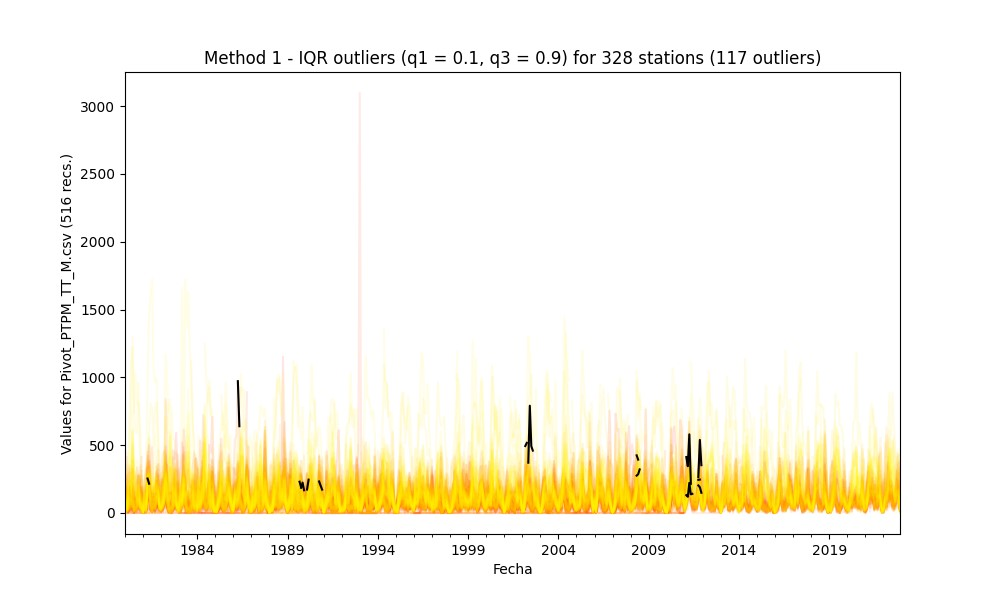 Method 1 - IQR outliers (q1 = 0.1, q3 = 0.9) for 328 stations (117 outliers)
Values for Pivot_PTPM_TT_M.csv (516 recs.)
3000
2500
2000
1500
1000
500
0
1984 1989 1994 1999 2004 2009 2014 2019
Fecha